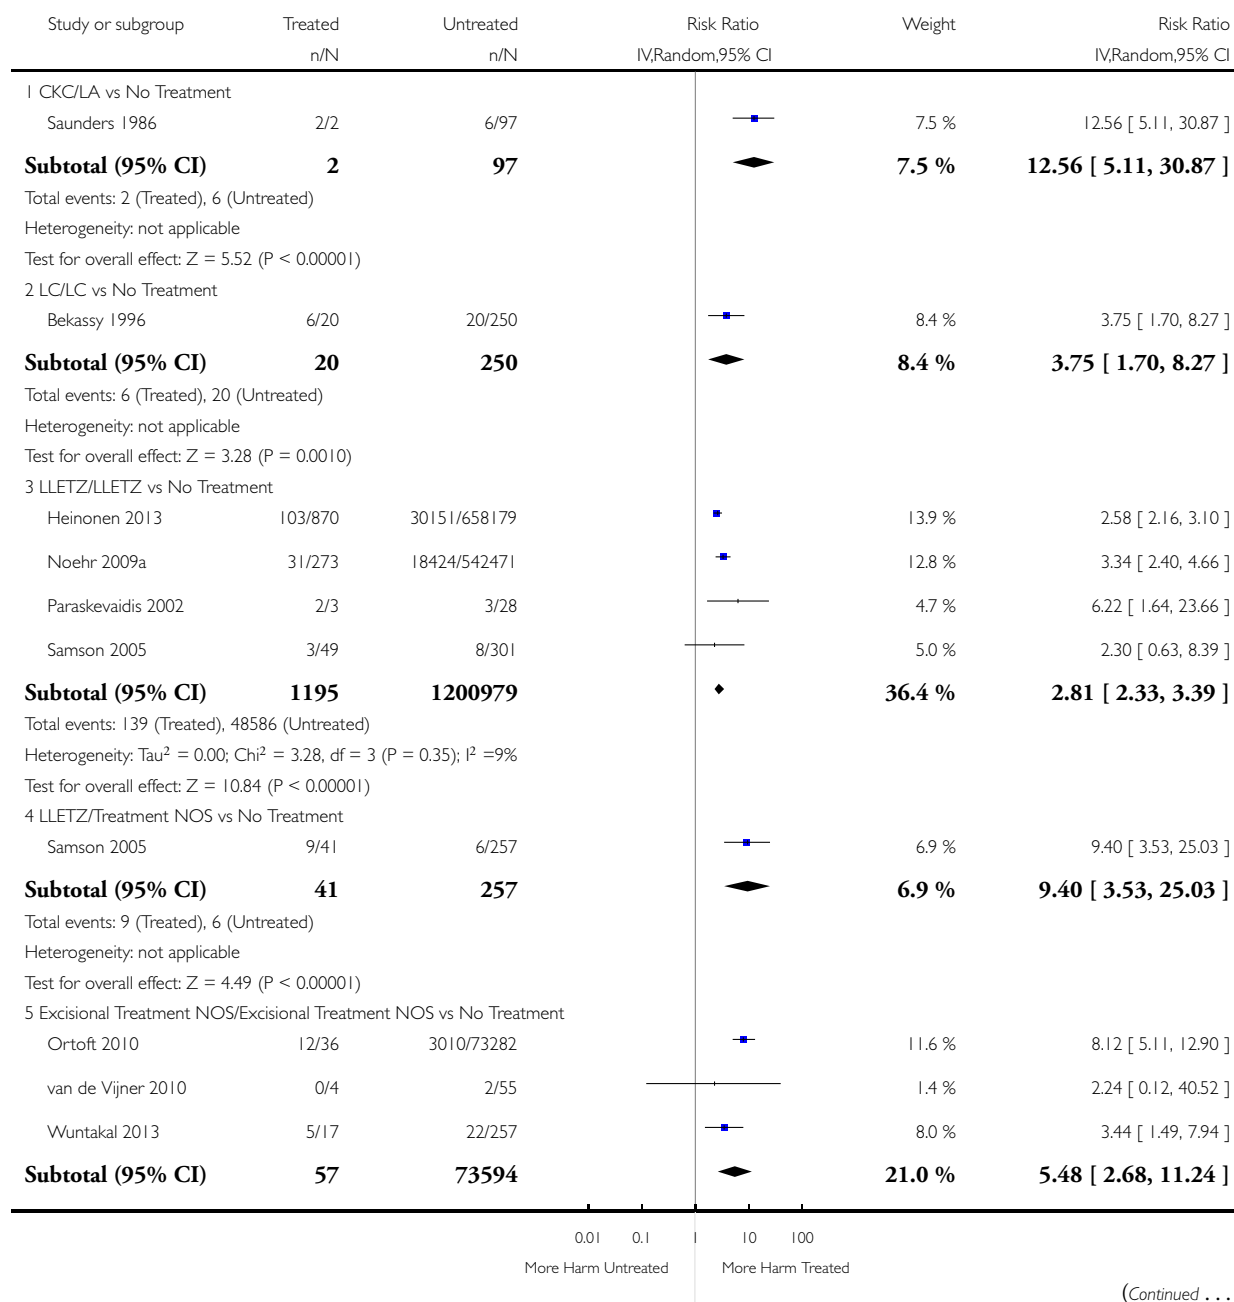 Study or subgroup Treated Untreated Risk Ratio Weight Risk Ratio
n/N n/N IV,Random,95% CI IV,Random,95% CI
1 CKC/LA vs No Treatment
Saunders 1986 2/2 6/97 7.5 % 12.56 [ 5.11, 30.87 ]
Subtotal (95% CI) 2 97 7.5 % 12.56 [ 5.11, 30.87 ]
Total events: 2 (Treated), 6 (Untreated)
Heterogeneity: not applicable
Test for overall effect: Z = 5.52 (P < 0.00001)
2 LC/LC vs No Treatment
Bekassy 1996 6/20 20/250 8.4 % 3.75 [ 1.70, 8.27 ]
Subtotal (95% CI) 20 250 8.4 % 3.75 [ 1.70, 8.27 ]
Total events: 6 (Treated), 20 (Untreated)
Heterogeneity: not applicable
Test for overall effect: Z = 3.28 (P = 0.0010)
3 LLETZ/LLETZ vs No Treatment
Heinonen 2013 103/870 30151/658179 13.9 % 2.58 [ 2.16, 3.10 ]
Noehr 2009a 31/273 18424/542471 12.8 % 3.34 [ 2.40, 4.66 ]
Paraskevaidis 2002 2/3 3/28 4.7 % 6.22 [ 1.64, 23.66 ]
Samson 2005 3/49 8/301 5.0 % 2.30 [ 0.63, 8.39 ]
Subtotal (95% CI) 1195 1200979 36.4 % 2.81 [ 2.33, 3.39 ]
Total events: 139 (Treated), 48586 (Untreated)
Heterogeneity: Tau² = 0.00; Chi² = 3.28, df = 3 (P = 0.35); I² =9%
Test for overall effect: Z = 10.84 (P < 0.00001)
4 LLETZ/Treatment NOS vs No Treatment
Samson 2005 9/41 6/257 6.9 % 9.40 [ 3.53, 25.03 ]
Subtotal (95% CI) 41 257 6.9 % 9.40 [ 3.53, 25.03 ]
Total events: 9 (Treated), 6 (Untreated)
Heterogeneity: not applicable
Test for overall effect: Z = 4.49 (P < 0.00001)
5 Excisional Treatment NOS/Excisional Treatment NOS vs No Treatment
Ortoft 2010 12/36 3010/73282 11.6 % 8.12 [ 5.11, 12.90 ]
van de Vijner 2010 0/4 2/55 1.4 % 2.24 [ 0.12, 40.52 ]
Wuntakal 2013 5/17 22/257 8.0 % 3.44 [ 1.49, 7.94 ]
Subtotal (95% CI) 57 73594 21.0 % 5.48 [ 2.68, 11.24 ]
0.01 0.1 1 10 100
More Harm Untreated More Harm Treated
(Continued . . .